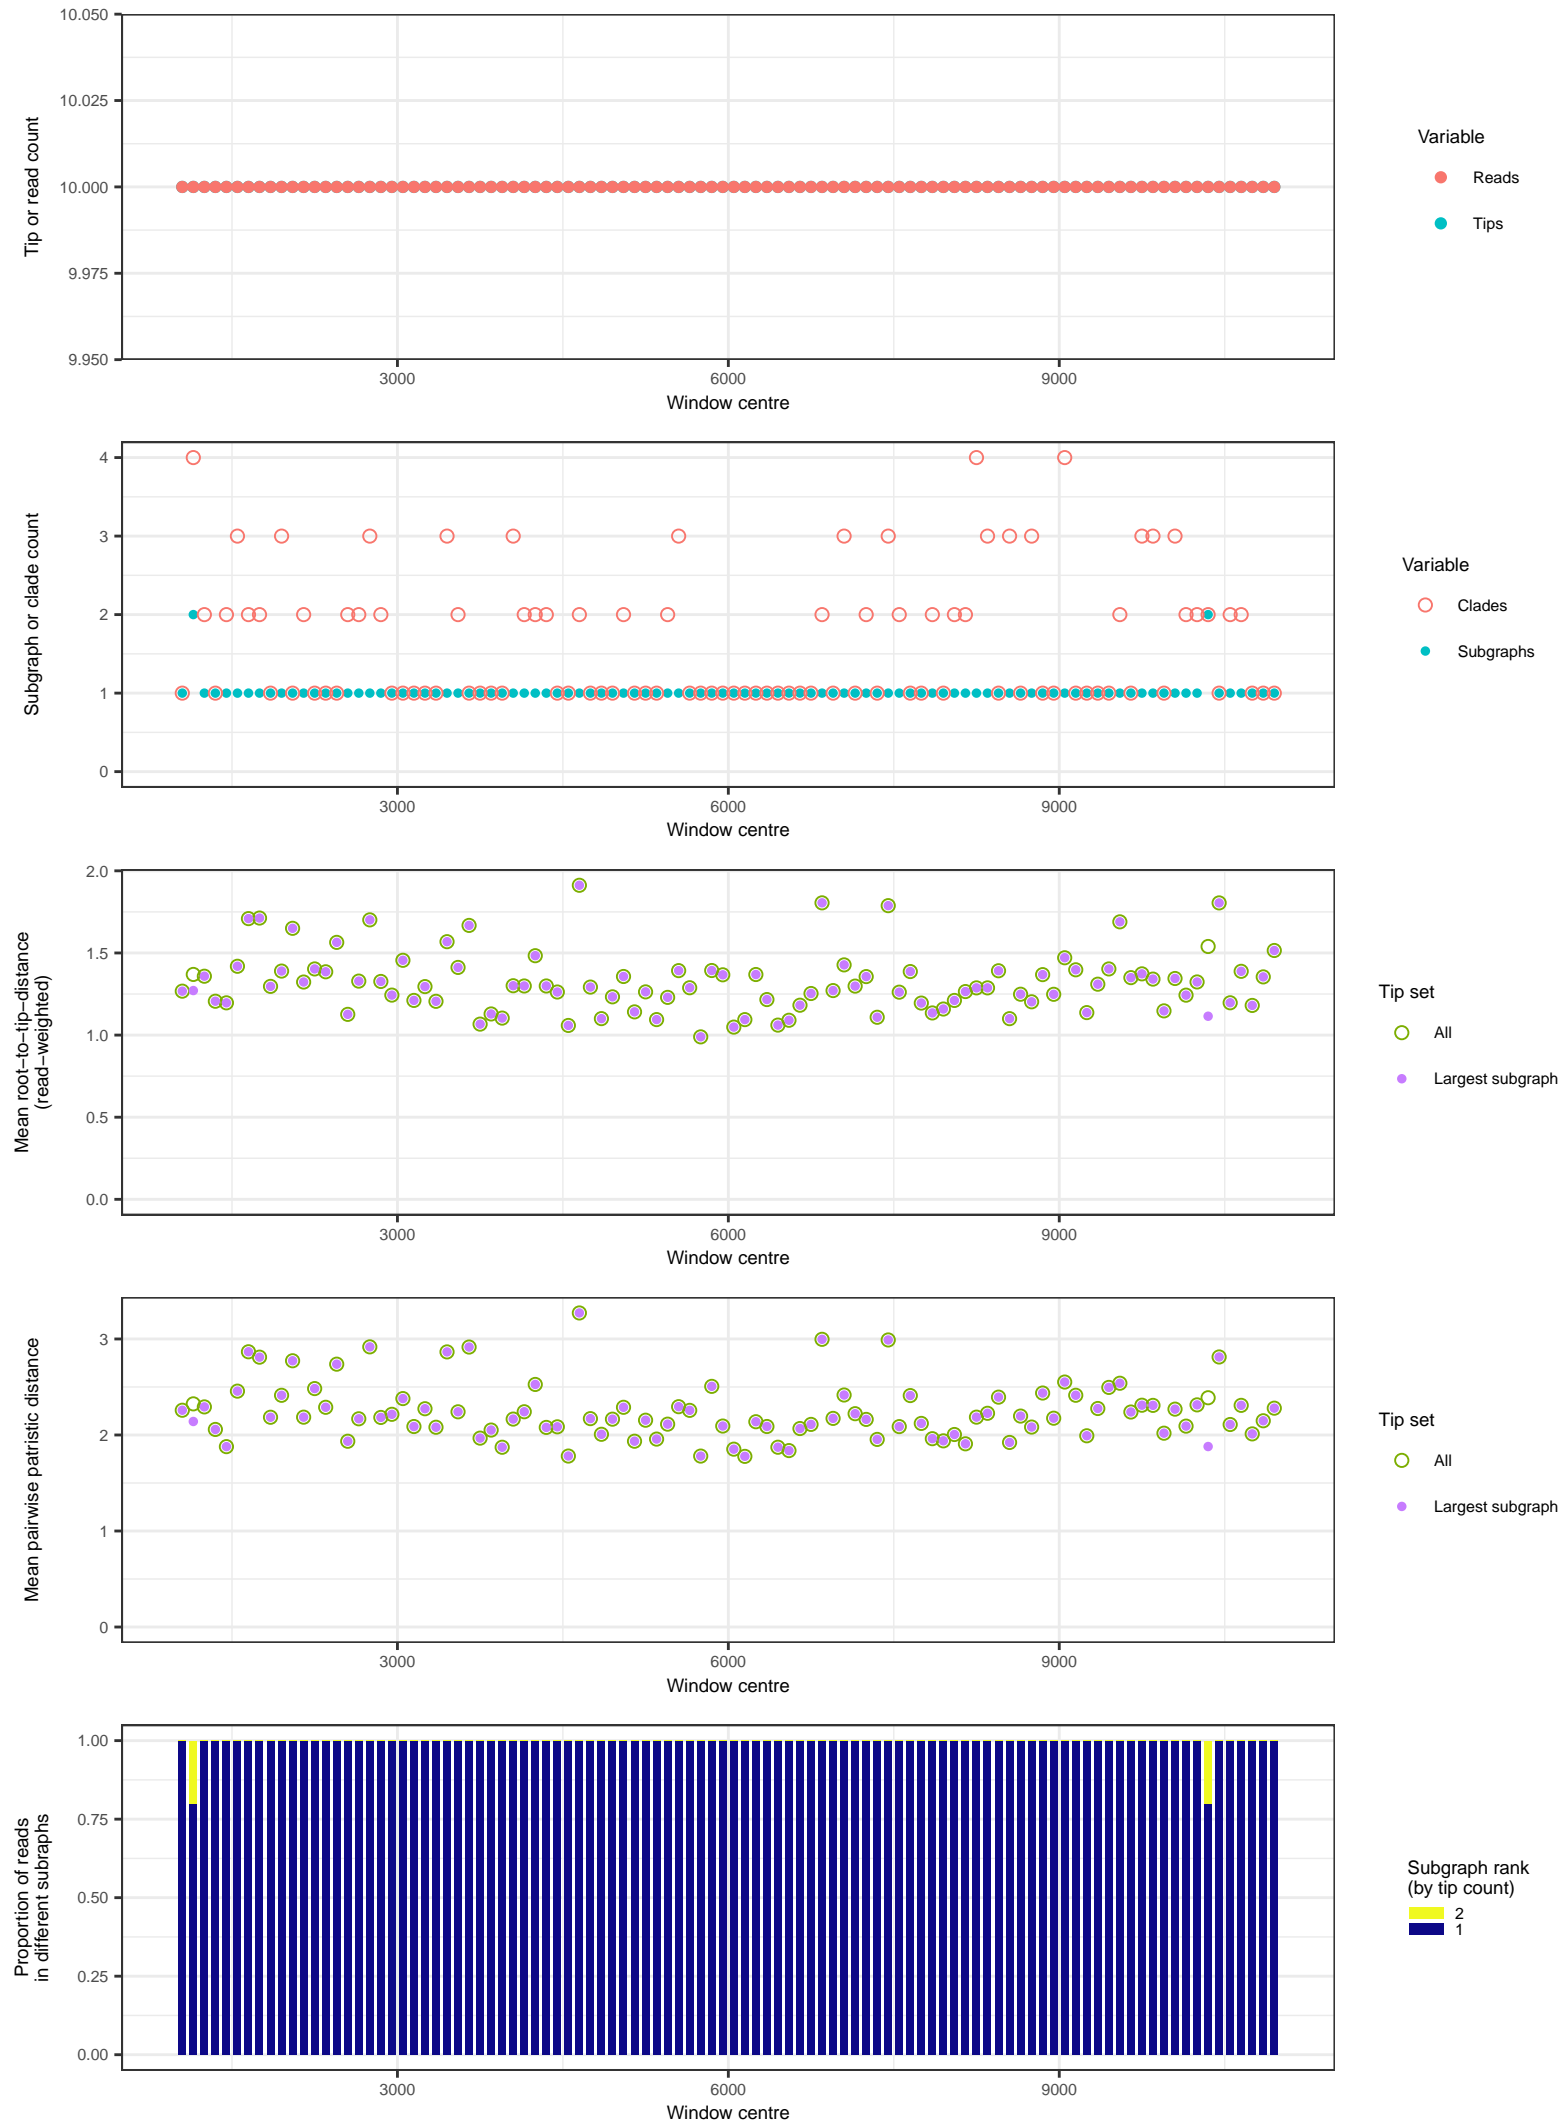 10.050
10.025
10.000
9.975
9.950
Tip or read count
3000
6000
9000
Window centre
Variable
Reads
Tips
4
3
2
1
0
Subgraph or clade count
3000
6000
9000
Window centre
Variable
Clades
Subgraphs
2.0
1.5
1.0
0.5
0.0
Mean root−to−tip−distance
(read−weighted)
3000
6000
9000
Window centre
Tip set
All
Largest subgraph
3
2
1
0
Mean pairwise patristic distance
3000
6000
9000
Window centre
Tip set
All
Largest subgraph
1.00
0.75
0.50
0.25
0.00
Proportion of reads
in different subraphs
3000
6000
9000
Window centre
Subgraph rank
(by tip count)
2
1